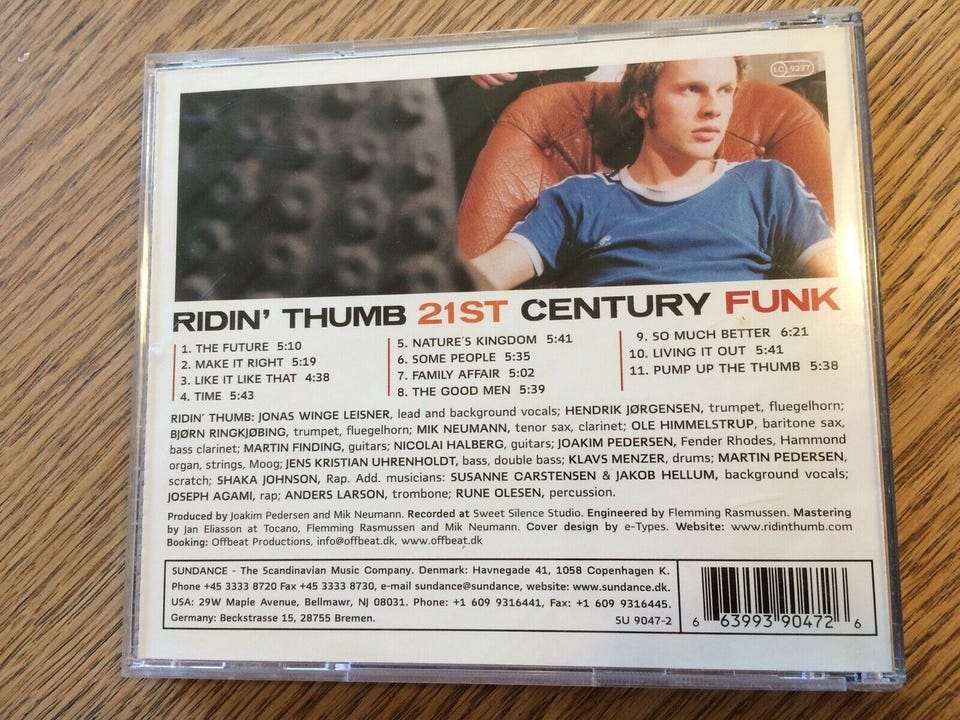 LC 9237
RIDIN' THUMB 21ST CENTURY FUNK
1. THE FUTURE 5:10
2. MAKE IT RIGHT 5:19
3. LIKE IT LIKE THAT 4:38
4. TIME 5:43
5. NATURE´S KINGDOM 5:41
6. SOME PEOPLE 5:35
7. FAMILY AFFAIR 5:02
8. THE GOOD MEN 5:39
9. SO MUCH BETTER 6:21
10. LIVING IT OUT 5:41
11. PUMP UP THE THUMB 5:38
RIDIN´ THUMB: JONAS WINGE LEISNER, lead and background vocals; HENDRIK JØRGENSEN, trumpet, fluegelhorn;
BJØRN RINGKJØBING, trumpet, fluegelhorn; MIK NEUMANN, tenor sax, clarinet; OLE HIMMELSTRUP, baritone sax,
bass clarinet; MARTIN FINDING, guitars; NICOLAI HALBERG, guitars; JOAKIM PEDERSEN, Fender Rhodes, Hammond
organ, strings, Moog; JENS KRISTIAN UHRENHOLDT, bass, double bass; KLAVS MENZER, drums; MARTIN PEDERSEN,
scratch; SHAKA JOHNSON, Rap. Add. musicians: SUSANNE CARSTENSEN & JAKOB HELLUM, background vocals;
JOSEPH AGAMI, rap; ANDERS LARSON, trombone; RUNE OLESEN, percussion.
Produced by Joakim Pedersen and Mik Neumann. Recorded at Sweet Silence Studio. Engineered by Flemming Rasmussen. Mastering
by Jan Eliasson at Tocano, Flemming Rasmussen and Mik Neumann. Cover design by e-Types. Website: www.ridinthumb.com
Booking: Offbeat Productions, info@offbeat.dk, www.offbeat.dk
SUNDANCE - The Scandinavian Music Company. Denmark: Havnegade 41, 1058 Copenhagen K.
Phone +45 3333 8720 Fax +45 3333 8730, e-mail sundance@sundance, website: www.sundance.dk.
USA: 29W Maple Avenue, Bellmawr, NJ 08031. Phone: +1 609 9316441, Fax: +1 609 9316445.
Germany: Beckstrasse 15, 28755 Bremen. SU 9047-2
6 63993 90472 6